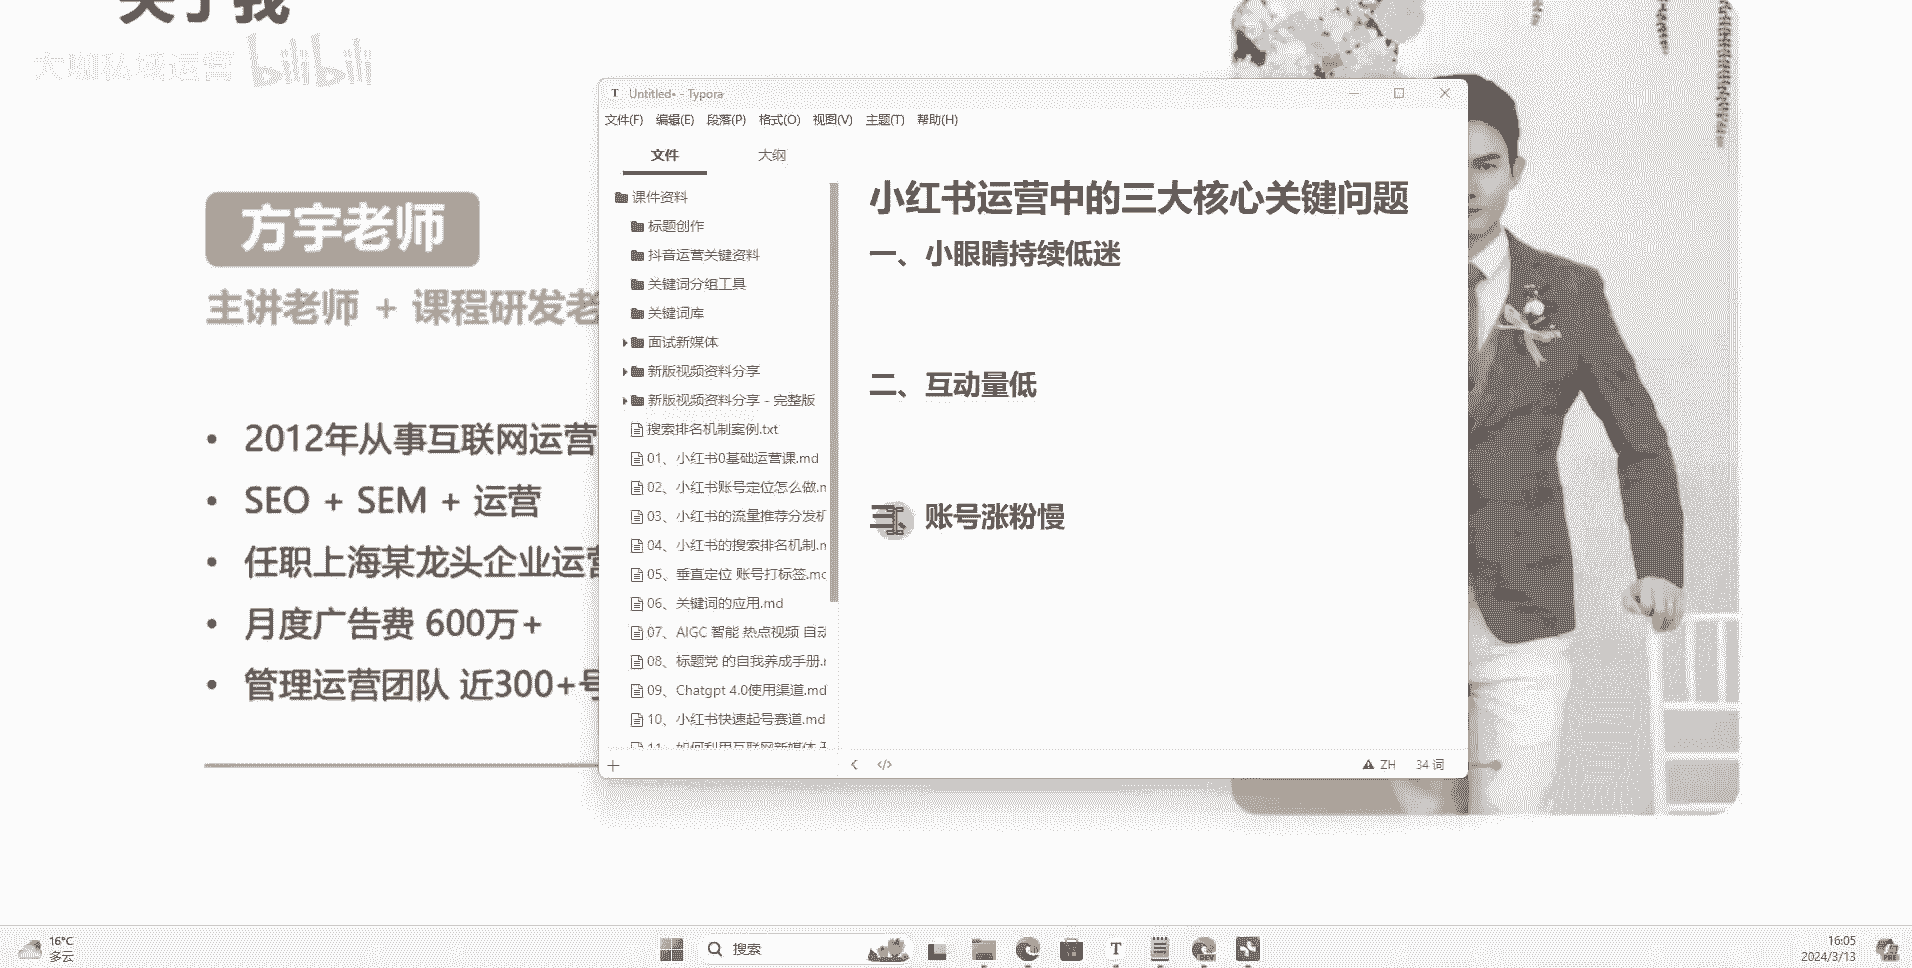 关于我
大咖私域运营 bilibili
方宇老师
主讲老师 + 课程研发老
• 2012年从事互联网运营
• SEO + SEM + 运营
• 任职上海某龙头企业运营
• 月度广告费 600万+
• 管理运营团队 近300+号
Untitled• - Typora
文件(F) 编辑(E) 段落(P) 格式(O) 视图(V) 主题(T) 帮助(H)
文件 大纲
课件资料
标题创作
抖音运营关键资料
关键词分组工具
关键词库
面试新媒体
新版视频资料分享
新版视频资料分享 - 完整版
搜索排名机制案例.txt
01、小红书0基础运营课.md
02、小红书账号定位怎么做.m
03、小红书的流量推荐分发机
04、小红书的搜索排名机制.m
05、垂直定位 账号打标签.mc
06、关键词的应用.md
07、AIGC 智能 热点视频 自动
08、标题党 的自我养成手册.r
09、Chatgpt 4.0使用渠道.md
10、小红书快速起号赛道.md
11、如何利用互联网新媒体
小红书运营中的三大核心关键问题
一、小眼睛持续低迷
二、互动量低
三、账号涨粉慢
ZH 34 词
16°C
多云
搜索
16:05
2024/3/13